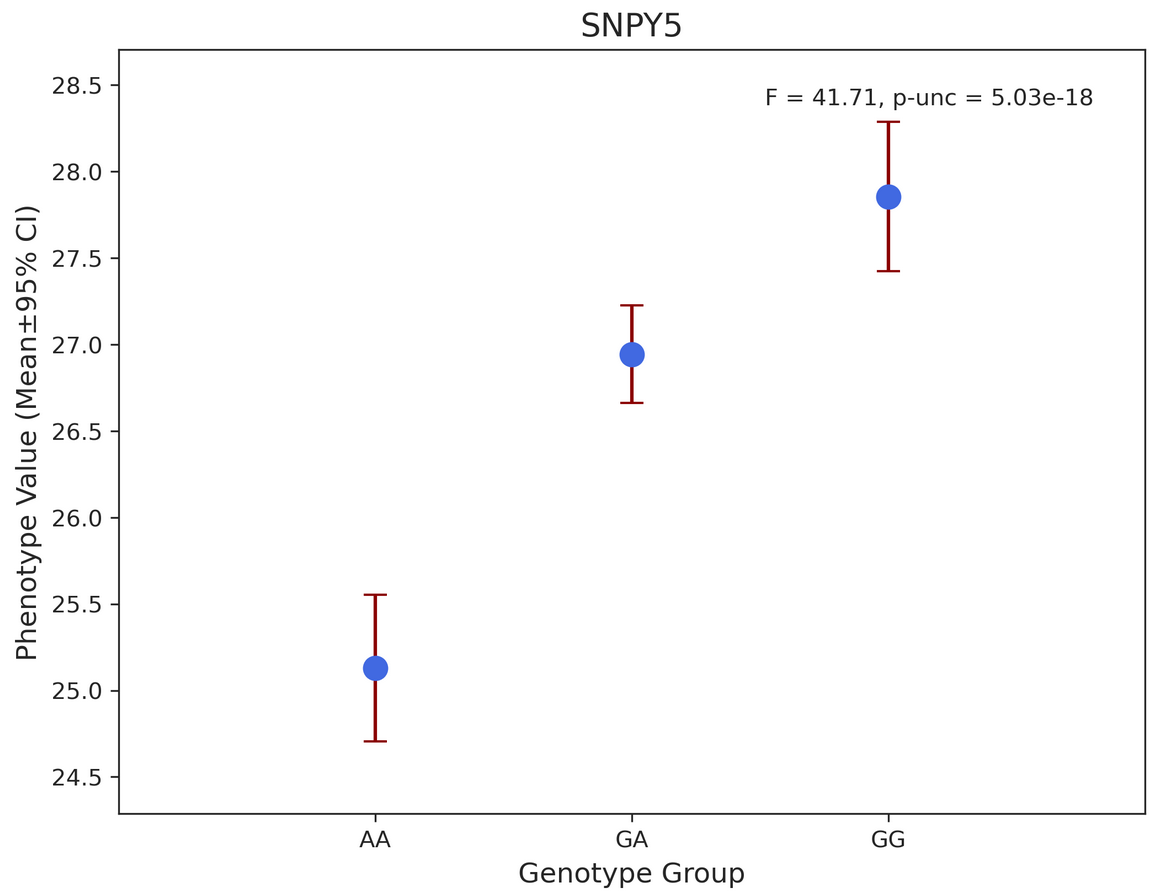 SNPY5
F = 41.71, p-unc = 5.03e-18
Phenotype Value (Mean±95% CI)
28.5
28.0
27.5
27.0
26.5
26.0
25.5
25.0
24.5
AA GA GG
Genotype Group